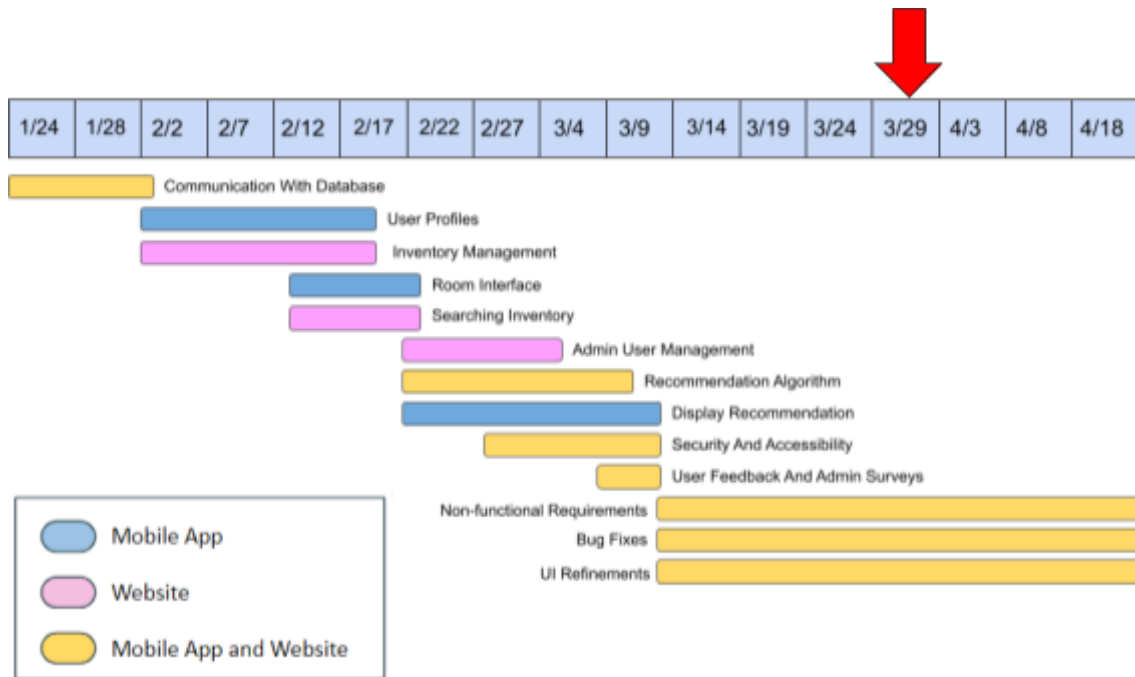 1/24 1/28 2/2 2/7 2/12 2/17 2/22 2/27 3/4 3/9 3/14 3/19 3/24 3/29 4/3 4/8 4/18
Communication With Database
User Profiles
Inventory Management
Room Interface
Searching Inventory
Admin User Management
Recommendation Algorithm
Display Recommendation
Security And Accessibility
User Feedback And Admin Surveys
Non-functional Requirements
Bug Fixes
UI Refinements
Mobile App
Website
Mobile App and Website